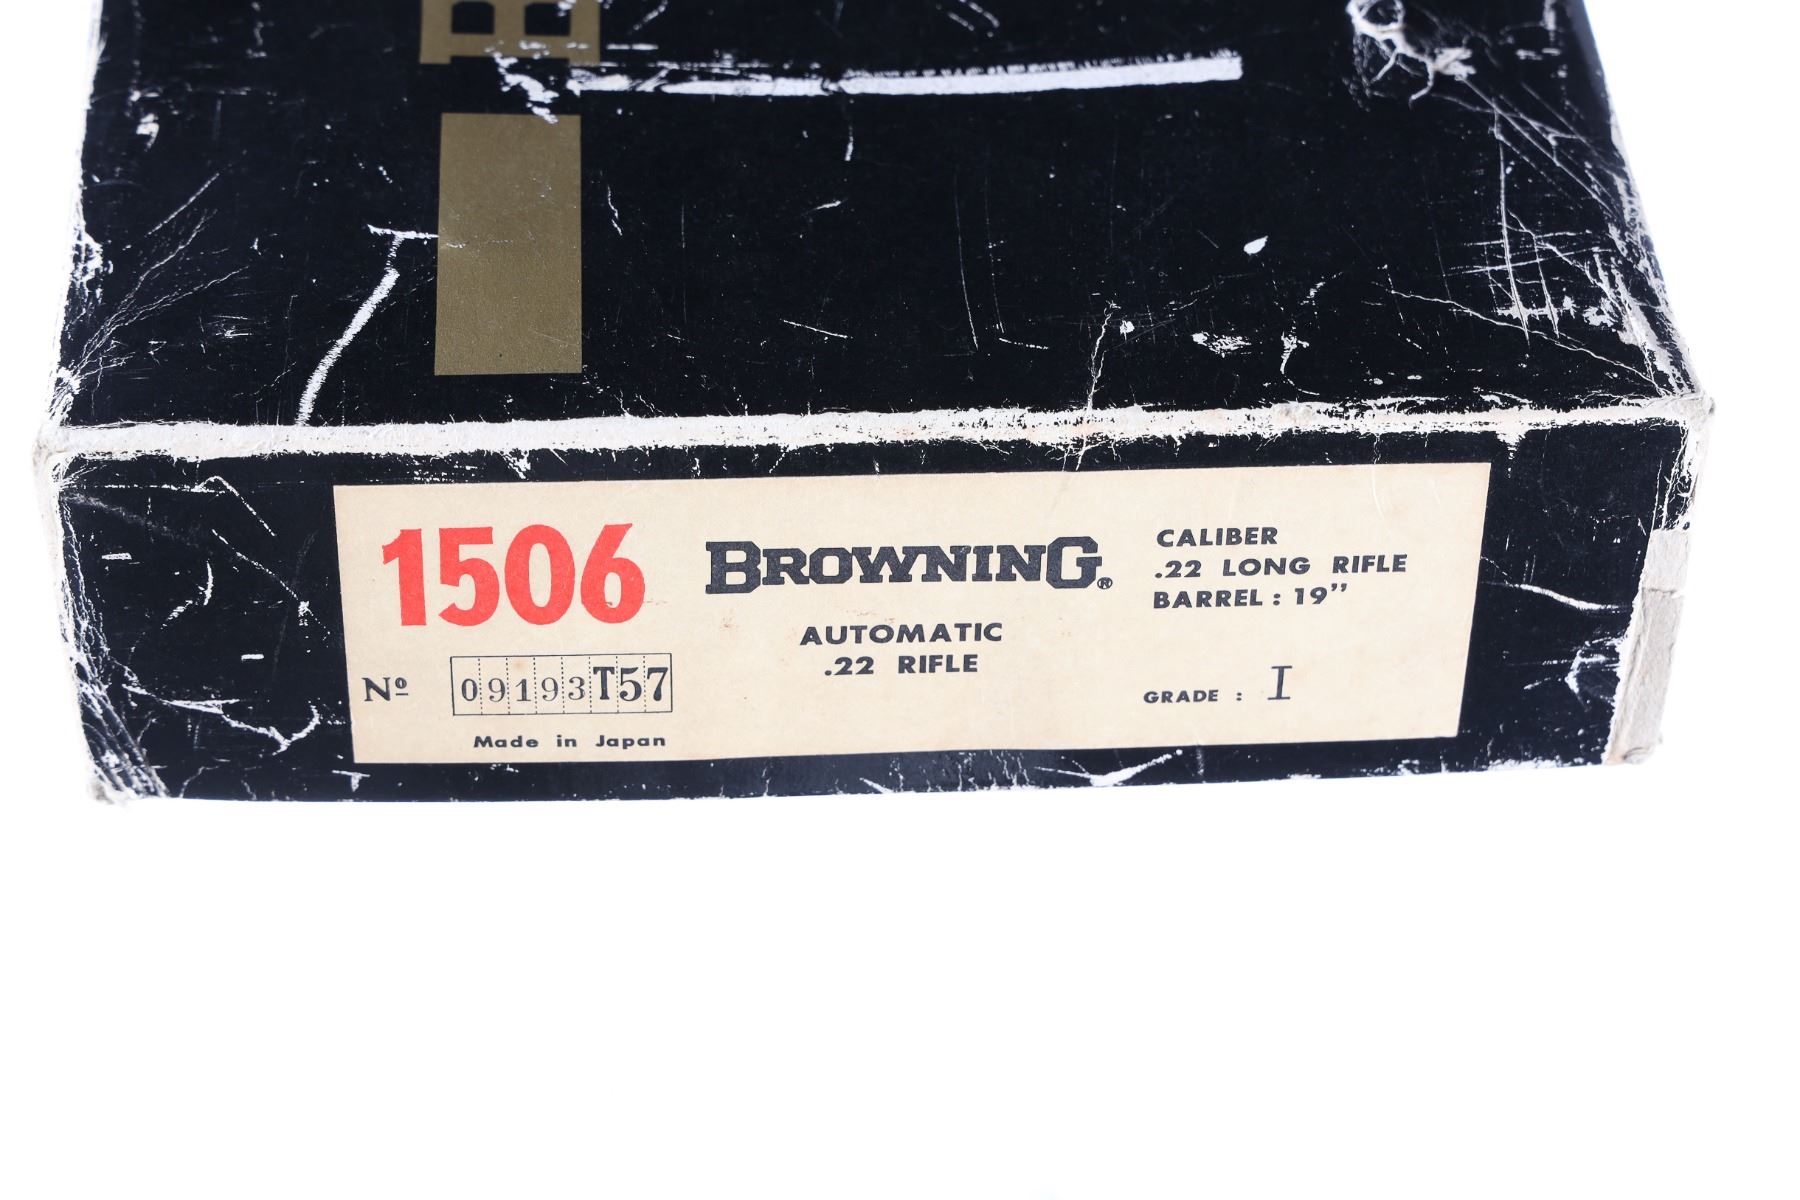 1506
Nº 09193T57
Made in Japan
BROWNING®
AUTOMATIC
.22 RIFLE
CALIBER
.22 LONG RIFLE
BARREL : 19"
GRADE : I